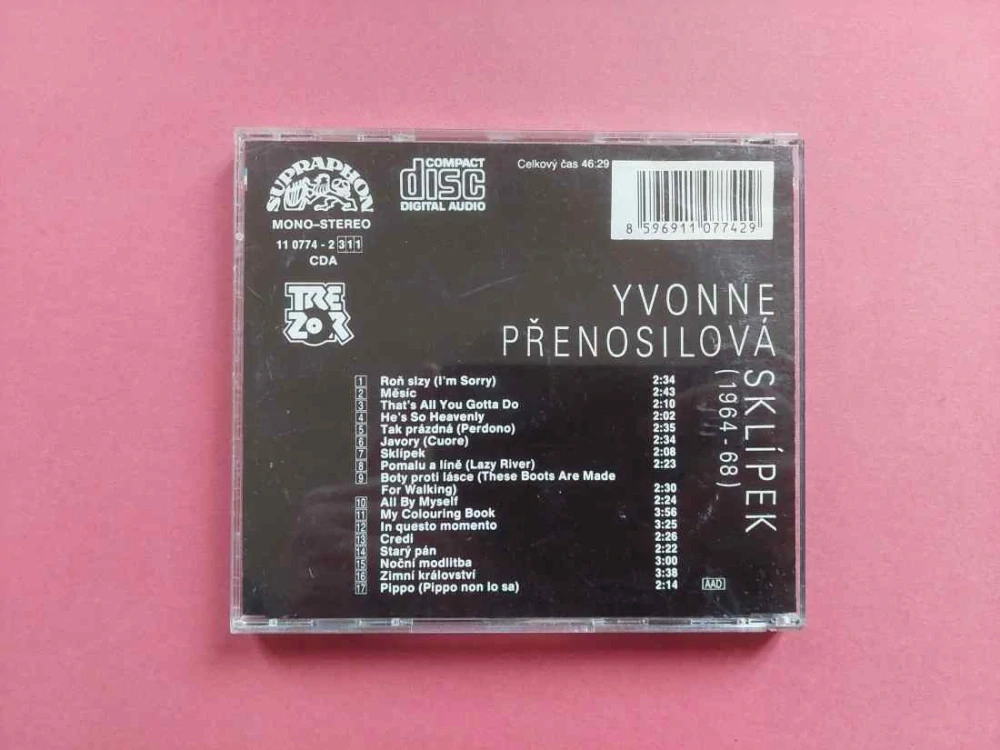 SUPRAPHON
MONO–STEREO
11 0774 - 2 311
CDA
COMPACT
disc
DIGITAL AUDIO
Celkový čas 46:29
8 596911 077429
TREZOR
YVONNE
PŘENOSILOVÁ
SKLÍPEK
(1964-68)
1 Roň slzy (I'm Sorry) 2:34
2 Měsíc 2:43
3 That's All You Gotta Do 2:10
4 He's So Heavenly 2:02
5 Tak prázdná (Perdono) 2:35
6 Javory (Cuore) 2:34
7 Sklípek 2:08
8 Pomalu a líně (Lazy River) 2:23
9 Boty proti lásce (These Boots Are Made
For Walking) 2:30
10 All By Myself 2:24
11 My Colouring Book 3:56
12 In questo momento 3:25
13 Credi 2:26
14 Starý pán 2:22
15 Noční modlitba 3:00
16 Zimní království 3:38
17 Pippo (Pippo non lo sa) 2:14
AAD